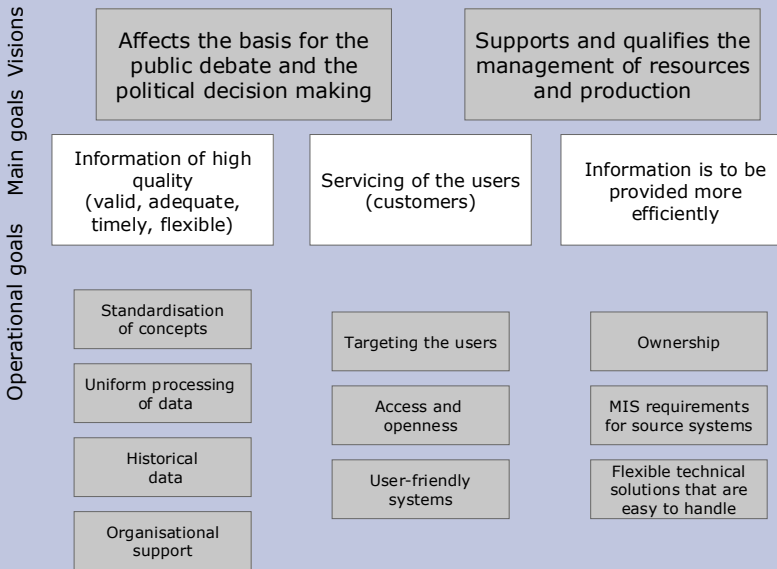 Visions
Affects the basis for the
public debate and the
political decision making
Supports and qualifies the
management of resources
and production
Main goals
Information of high
quality
(valid, adequate,
timely, flexible)
Servicing of the users
(customers)
Information is to be
provided more
efficiently
Operational goals
Standardisation
of concepts
Uniform processing
of data
Historical
data
Organisational
support
Targeting the users
Access and
openness
User-friendly
systems
Ownership
MIS requirements
for source systems
Flexible technical
solutions that are
easy to handle